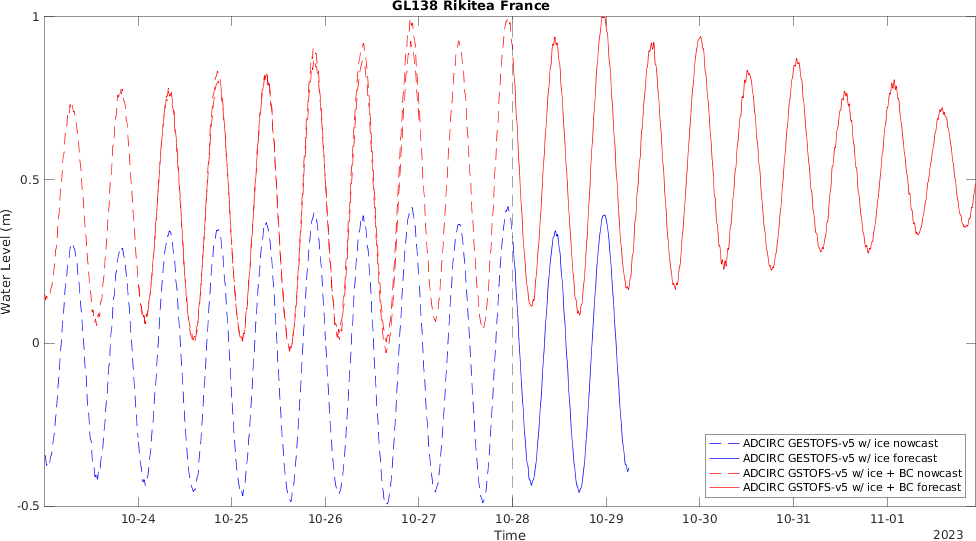 GL138 Rikitea France
1
0.5
0
-0.5
Water Level (m)
ADCIRC GESTOFS-v5 w/ ice nowcast
ADCIRC GESTOFS-v5 w/ ice forecast
ADCIRC GSTOFS-v5 w/ ice + BC nowcast
ADCIRC GSTOFS-v5 w/ ice + BC forecast
10-24 10-25 10-26 10-27 10-28 10-29 10-30 10-31 11-01
Time
2023